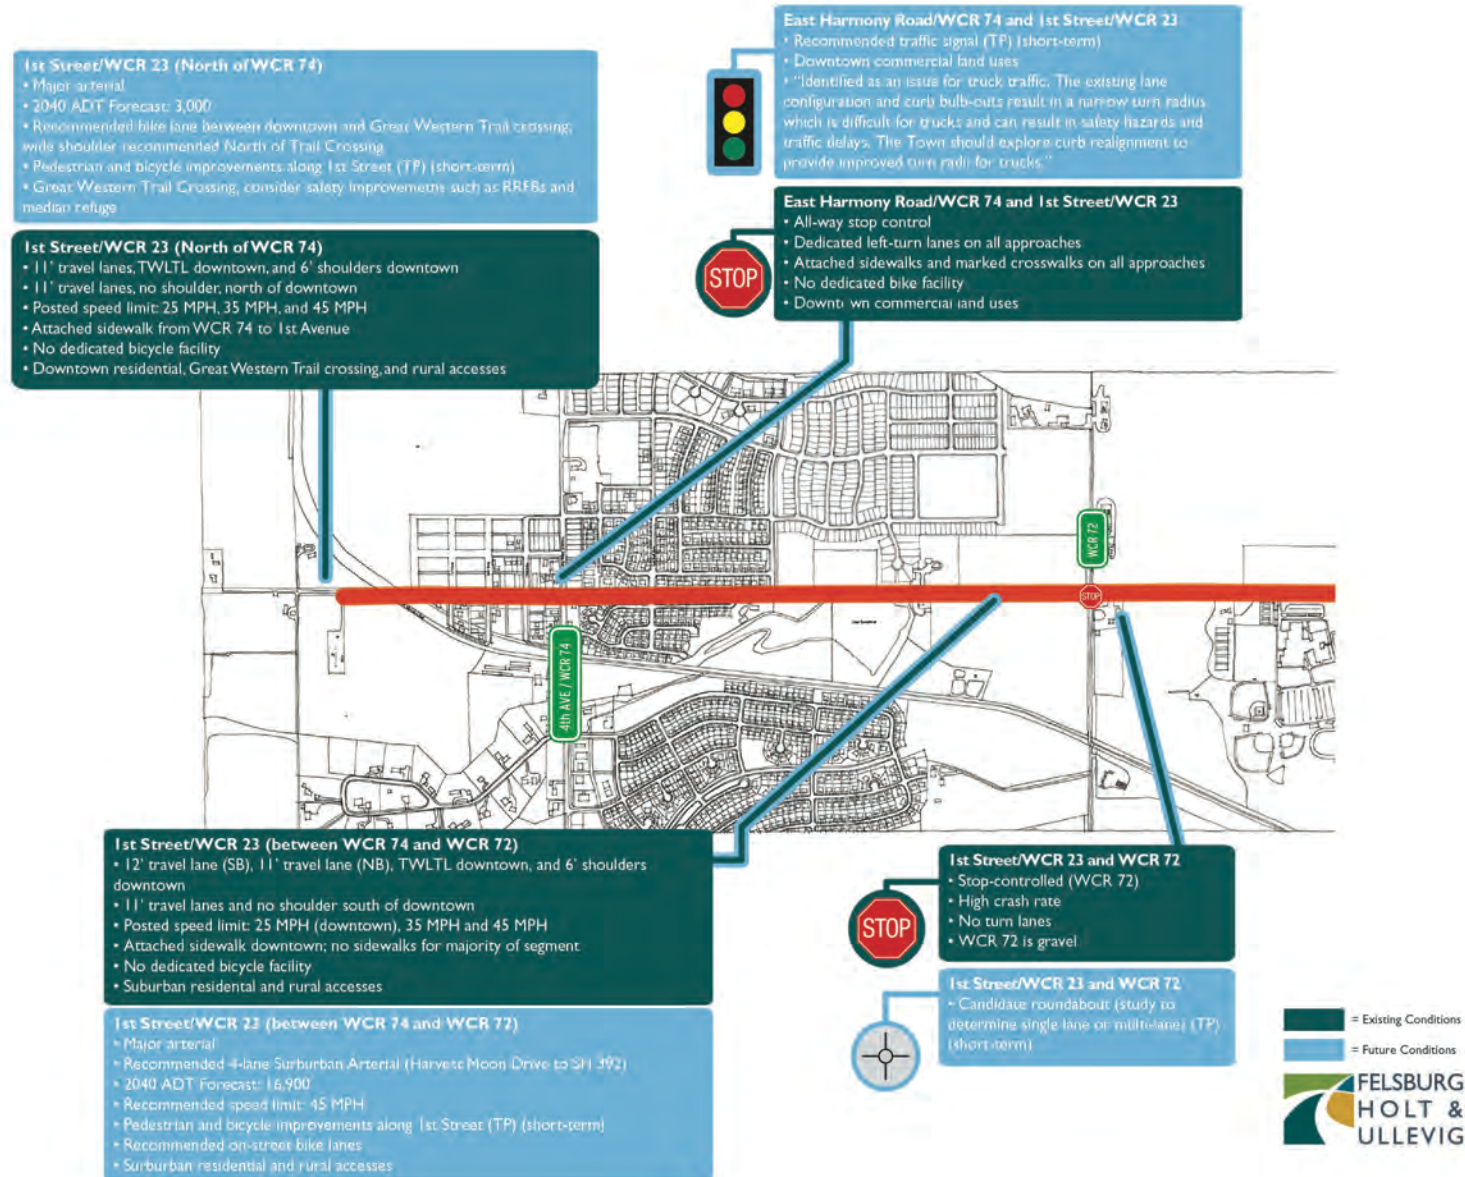 1st Street/WCR 23 (North of WCR 74)
• Major arterial
• 2040 ADT Forecast: 3,000
• Recommended bike lane between downtown and Great Western Trail crossing;
wide shoulder recommended North of Trail Crossing
• Pedestrian and bicycle improvements along 1st Street (TP) (short-term)
• Great Western Trail Crossing, consider safety improvements such as RRFBs and
median refuge
1st Street/WCR 23 (North of WCR 74)
• 11' travel lanes, TWLTL downtown, and 6' shoulders downtown
• 11' travel lanes, no shoulder, north of downtown
• Posted speed limit: 25 MPH, 35 MPH, and 45 MPH
• Attached sidewalk from WCR 74 to 1st Avenue
• No dedicated bicycle facility
• Downtown residential, Great Western Trail crossing, and rural accesses
East Harmony Road/WCR 74 and 1st Street/WCR 23
• Recommended traffic signal (TP) (short-term)
• Downtown commercial land uses
• "Identified as an issue for truck traffic. The existing lane
configuration and curb bulb-outs result in a narrow turn radius
which is difficult for trucks and can result in safety hazards and
traffic delays. The Town should explore curb realignment to
provide improved turn radii for trucks."
East Harmony Road/WCR 74 and 1st Street/WCR 23
• All-way stop control
• Dedicated left-turn lanes on all approaches
• Attached sidewalks and marked crosswalks on all approaches
• No dedicated bike facility
• Downtown commercial land uses
STOP
WCR 72
STOP
4th AVE / WCR 74
1st Street/WCR 23 (between WCR 74 and WCR 72)
• 12' travel lane (SB), 11' travel lane (NB), TWLTL downtown, and 6' shoulders
downtown
• 11' travel lanes and no shoulder south of downtown
• Posted speed limit: 25 MPH (downtown), 35 MPH and 45 MPH
• Attached sidewalk downtown; no sidewalks for majority of segment
• No dedicated bicycle facility
• Suburban residental and rural accesses
1st Street/WCR 23 (between WCR 74 and WCR 72)
• Major arterial
• Recommended 4-lane Surburban Arterial (Harvest Moon Drive to SH 392)
• 2040 ADT Forecast: 16,900
• Recommended speed limit: 45 MPH
• Pedestrian and bicycle improvements along 1st Street (TP) (short-term)
• Recommended on-street bike lanes
• Surburban residential and rural accesses
STOP
1st Street/WCR 23 and WCR 72
• Stop-controlled (WCR 72)
• High crash rate
• No turn lanes
• WCR 72 is gravel
1st Street/WCR 23 and WCR 72
• Candidate roundabout (study to
determine single lane or multi-lane) (TP)
(short-term)
= Existing Conditions
= Future Conditions
FELSBURG
HOLT &
ULLEVIG